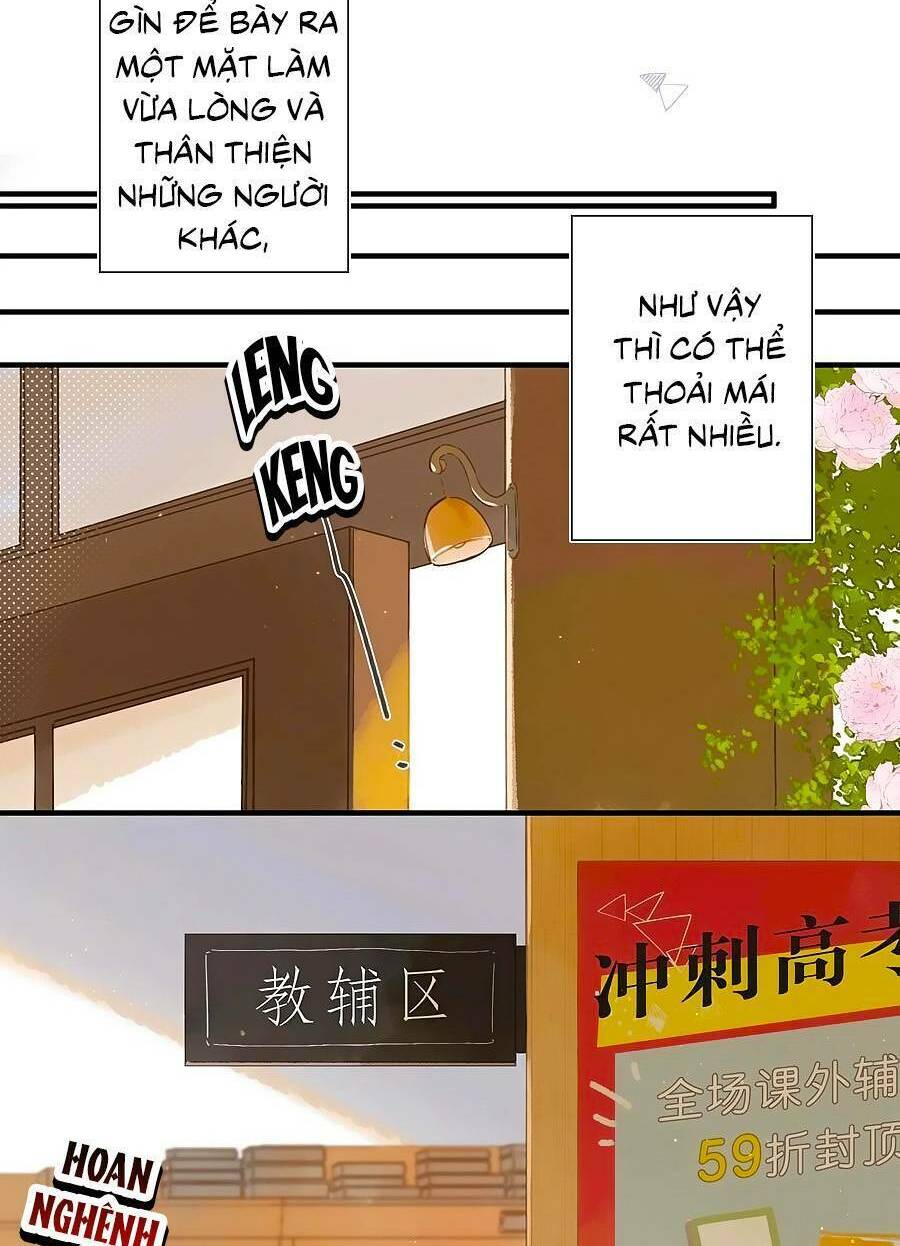 GÌN ĐỂ BÀY RA
MỘT MẶT LÀM
VỪA LÒNG VÀ
THÂN THIỆN
NHỮNG NGƯỜI
KHÁC,
NHƯ VẬY
THÌ CÓ THỂ
THOẢI MÁI
RẤT NHIỀU.
LENG
KENG
教辅区
冲刺高考
全场课外辅
59折封顶
HOAN
NGHÊNH